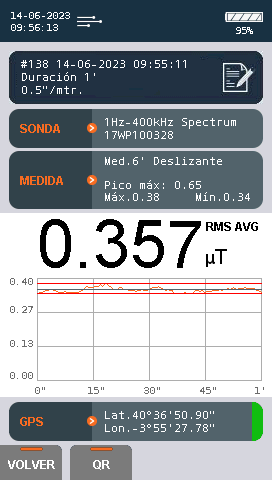 14-06-2023
09:56:13
95%
#138 14-06-2023 09:55:11
Duración 1'
0.5"/mtr.
SONDA
1Hz-400kHz Spectrum
17WP100328
MEDIDA
Med.6' Deslizante
Pico máx: 0.65
Máx.0.38 Mín.0.34
0.357 RMS AVG
µT
0.40
0.27
0.13
0.00
0" 15" 30" 45" 1'
GPS
Lat.40°36'50.90"
Lon.-3°55'27.78"
VOLVER QR